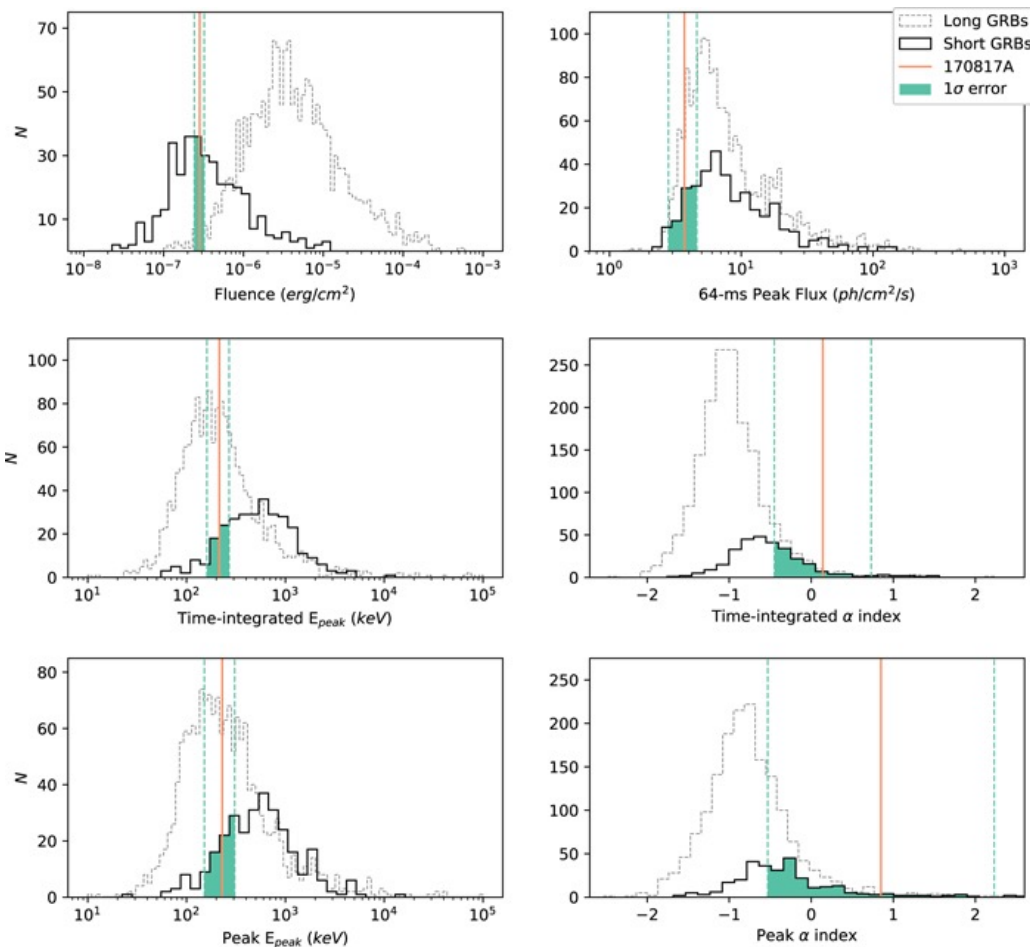 N
50
30
10
10⁻⁸ 10⁻⁷ 10⁻⁶ 10⁻⁵ 10⁻⁴ 10⁻³
Fluence (erg/cm²)
100
80
60
40
20
0
10⁰ 10¹ 10² 10³
64-ms Peak Flux (ph/cm²/s)
Long GRBs
Short GRBs
170817A
1σ error
N
100
80
60
40
20
0
10¹ 10² 10³ 10⁴ 10⁵
Time-integrated E_peak (keV)
250
200
150
100
50
0
−2 −1 0 1 2
Time-integrated α index
N
80
60
40
20
0
10¹ 10² 10³ 10⁴ 10⁵
Peak E_peak (keV)
250
200
150
100
50
0
−2 −1 0 1 2
Peak α index